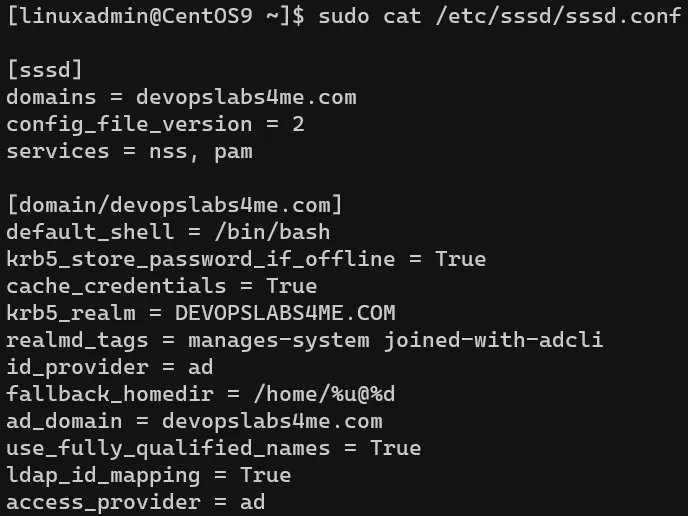 [linuxadmin@CentOS9 ~]$ sudo cat /etc/sssd/sssd.conf
[sssd]
domains = devopslabs4me.com
config_file_version = 2
services = nss, pam
[domain/devopslabs4me.com]
default_shell = /bin/bash
krb5_store_password_if_offline = True
cache_credentials = True
krb5_realm = DEVOPSLABS4ME.COM
realmd_tags = manages-system joined-with-adcli
id_provider = ad
fallback_homedir = /home/%u@%d
ad_domain = devopslabs4me.com
use_fully_qualified_names = True
ldap_id_mapping = True
access_provider = ad